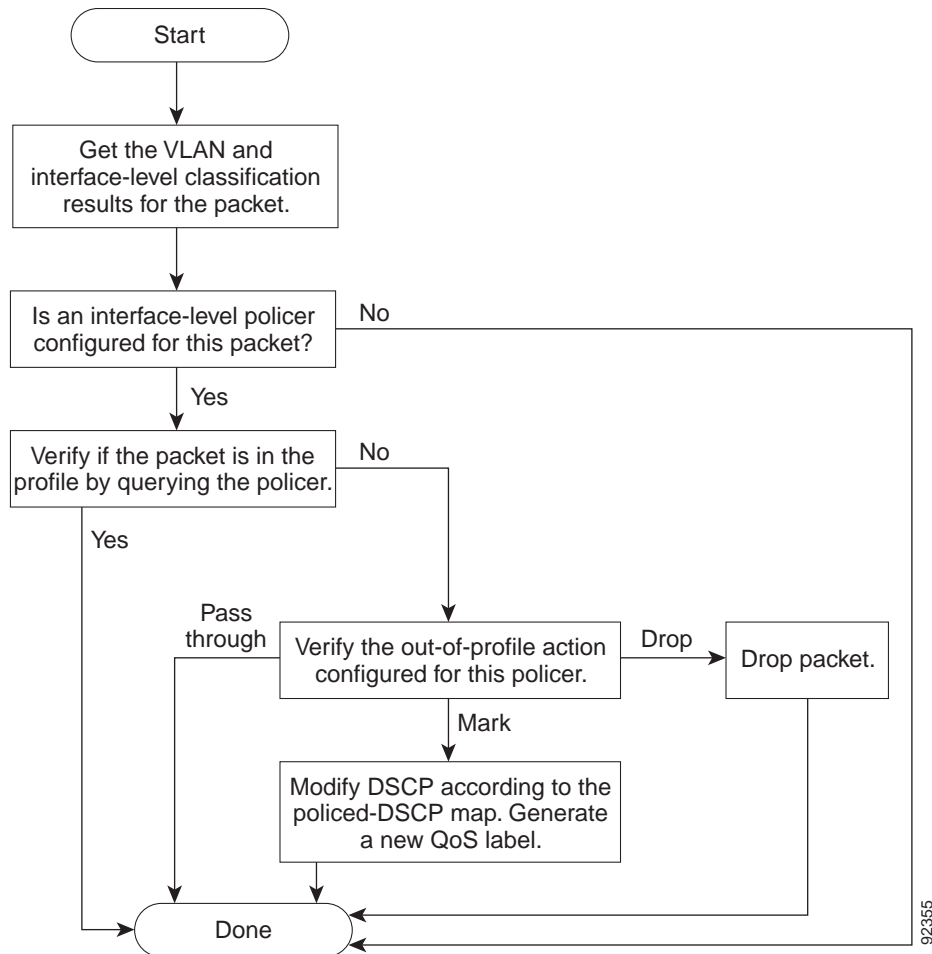 Start
Get the VLAN and
interface-level classification
results for the packet.
Is an interface-level policer
configured for this packet?
No
Yes
Verify if the packet is in the
profile by querying the policer.
No
Yes
Pass
through
Verify the out-of-profile action
configured for this policer.
Drop
Drop packet.
Mark
Modify DSCP according to the
policed-DSCP map. Generate
a new QoS label.
Done
92355